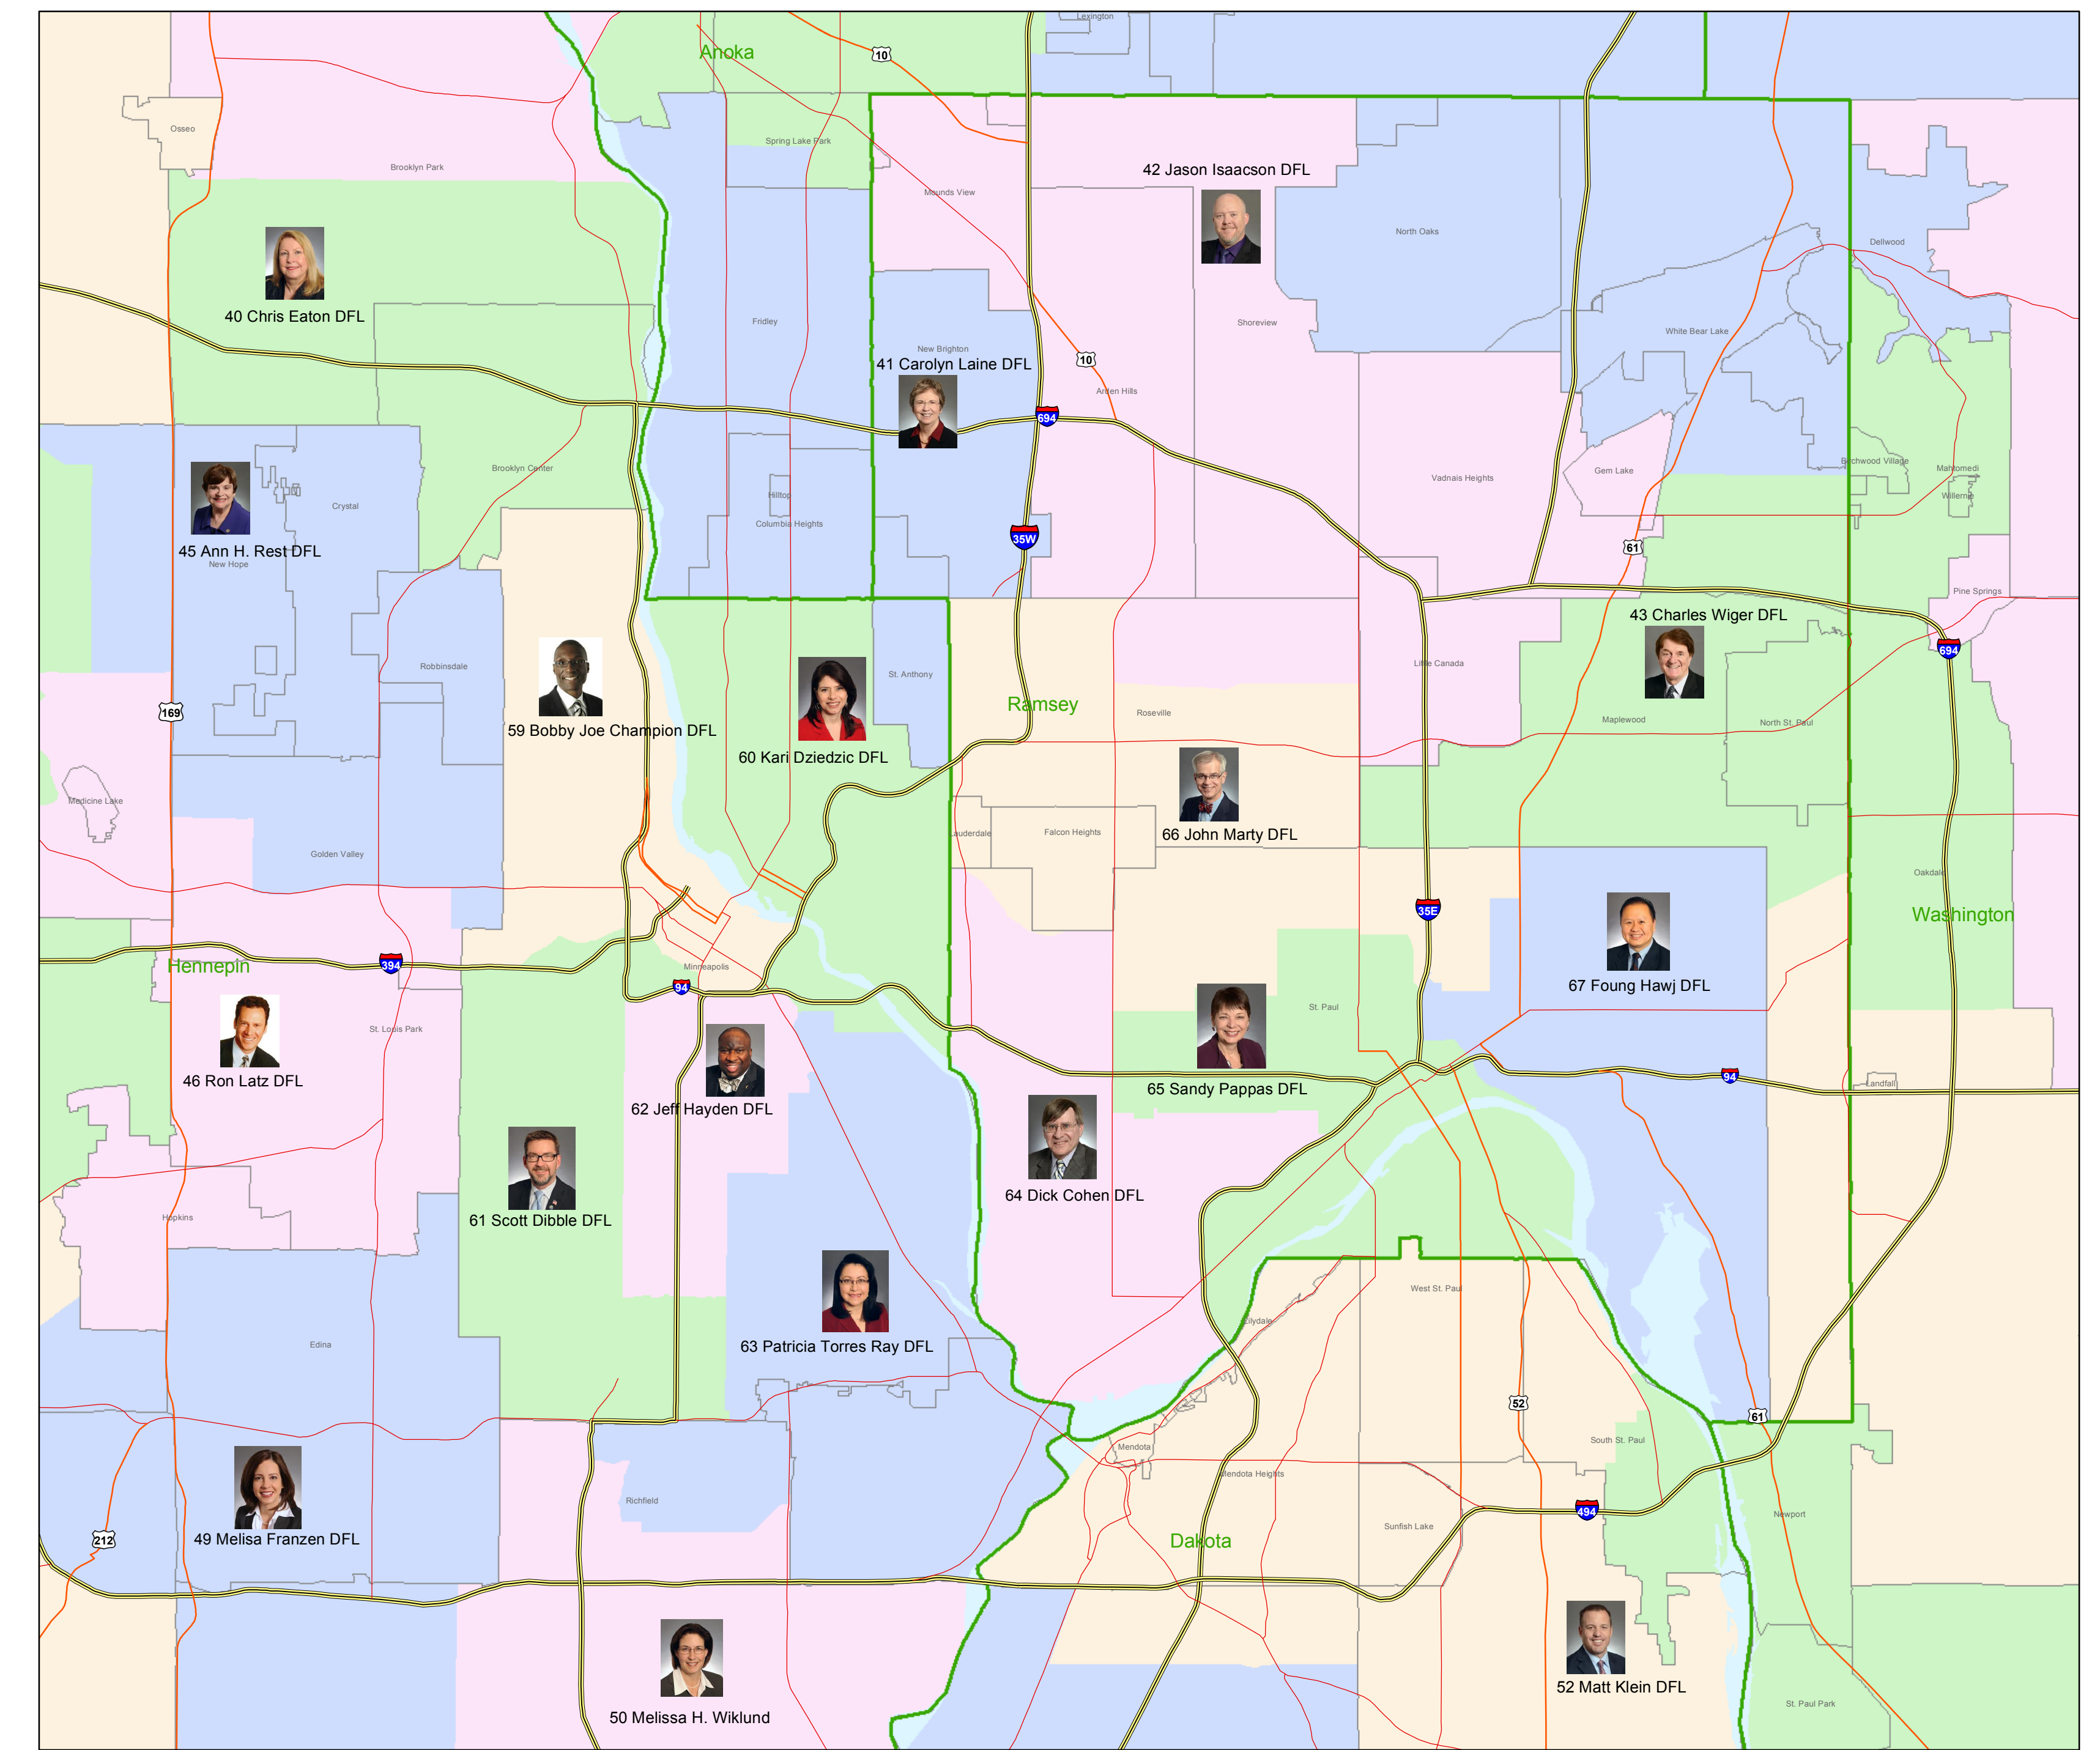 Lexington
Anoka
10
Osseo
Spring Lake Park
Brooklyn Park
42 Jason Isaacson DFL
Mounds View
North Oaks
Dellwood
40 Chris Eaton DFL
Fridley
Shoreview
White Bear Lake
New Brighton
41 Carolyn Laine DFL
10
Arden Hills
694
Brooklyn Center
Birchwood Village
Mahtomedi
Gem Lake
Vadnais Heights
Hilltop
Willernie
Crystal
Columbia Heights
35W
61
45 Ann H. Rest DFL
New Hope
Pine Springs
43 Charles Wiger DFL
694
Little Canada
Robbinsdale
St. Anthony
Ramsey
169
Roseville
Maplewood
North St. Paul
59 Bobby Joe Champion DFL
60 Kari Dziedzic DFL
Medicine Lake
Lauderdale
Falcon Heights
66 John Marty DFL
Golden Valley
Oakdale
35E
Washington
Hennepin
394
Minneapolis
94
67 Foung Hawj DFL
St. Paul
St. Louis Park
46 Ron Latz DFL
94
Landfall
65 Sandy Pappas DFL
62 Jeff Hayden DFL
64 Dick Cohen DFL
Hopkins
61 Scott Dibble DFL
West St. Paul
Lilydale
Edina
63 Patricia Torres Ray DFL
52
61
South St. Paul
Mendota
Mendota Heights
Richfield
494
Newport
Sunfish Lake
212
49 Melisa Franzen DFL
Dakota
52 Matt Klein DFL
St. Paul Park
50 Melissa H. Wiklund